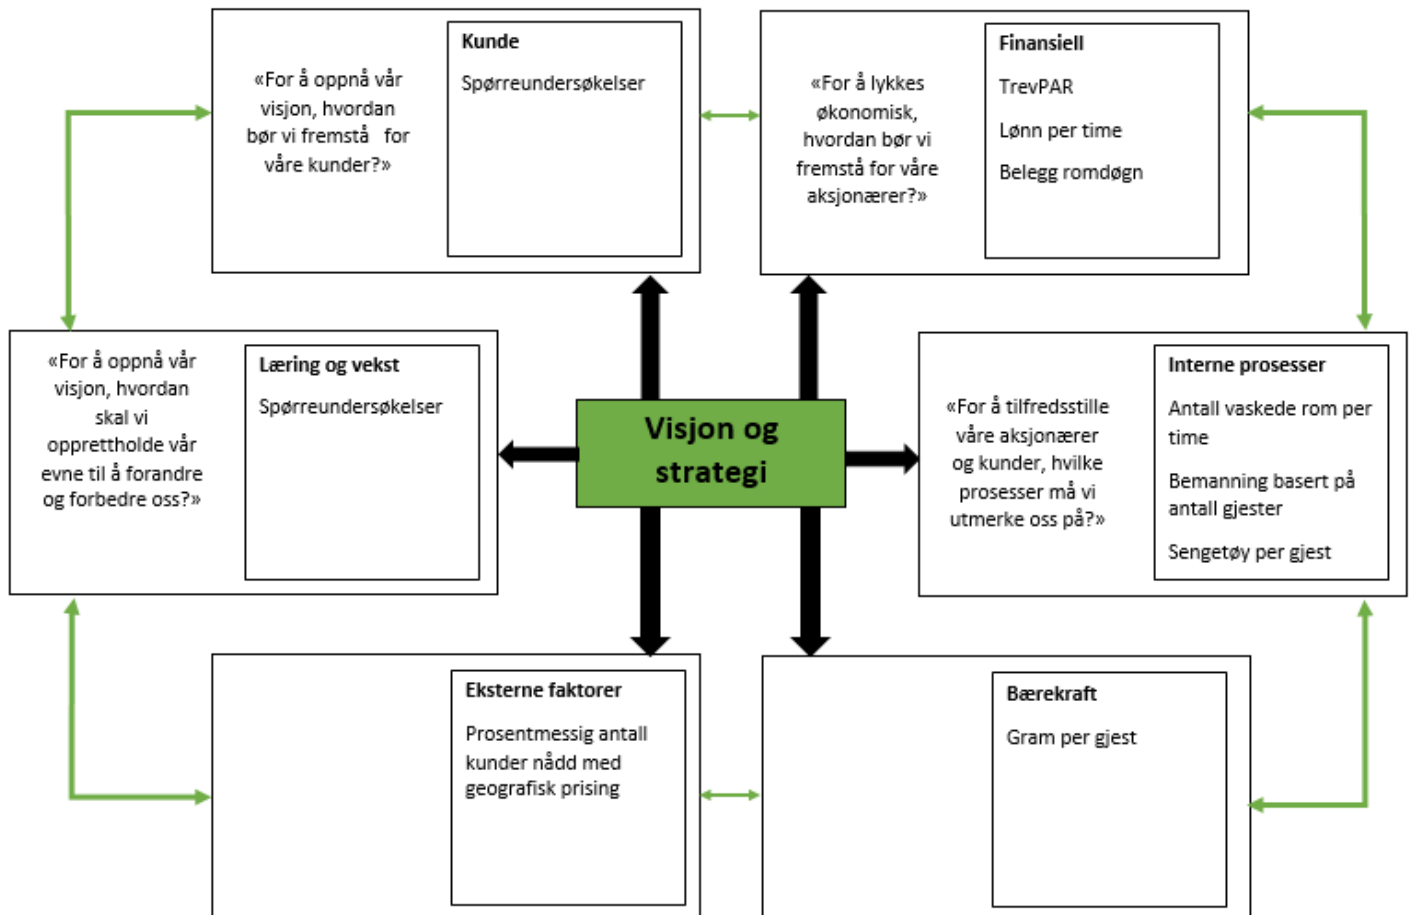 «For å oppnå vår
visjon, hvordan
bør vi fremstå for
våre kunder?»
Kunde
Spørreundersøkelser
«For å lykkes
økonomisk,
hvordan bør vi
fremstå for våre
aksjonærer?»
Finansiell
TrevPAR
Lønn per time
Belegg romdøgn
«For å oppnå vår
visjon, hvordan
skal vi
opprettholde vår
evne til å forandre
og forbedre oss?»
Læring og vekst
Spørreundersøkelser
Visjon og
strategi
«For å tilfredsstille
våre aksjonærer
og kunder, hvilke
prosesser må vi
utmerke oss på?»
Interne prosesser
Antall vaskede rom per
time
Bemanning basert på
antall gjester
Sengetøy per gjest
Eksterne faktorer
Prosentmessig antall
kunder nådd med
geografisk prising
Bærekraft
Gram per gjest